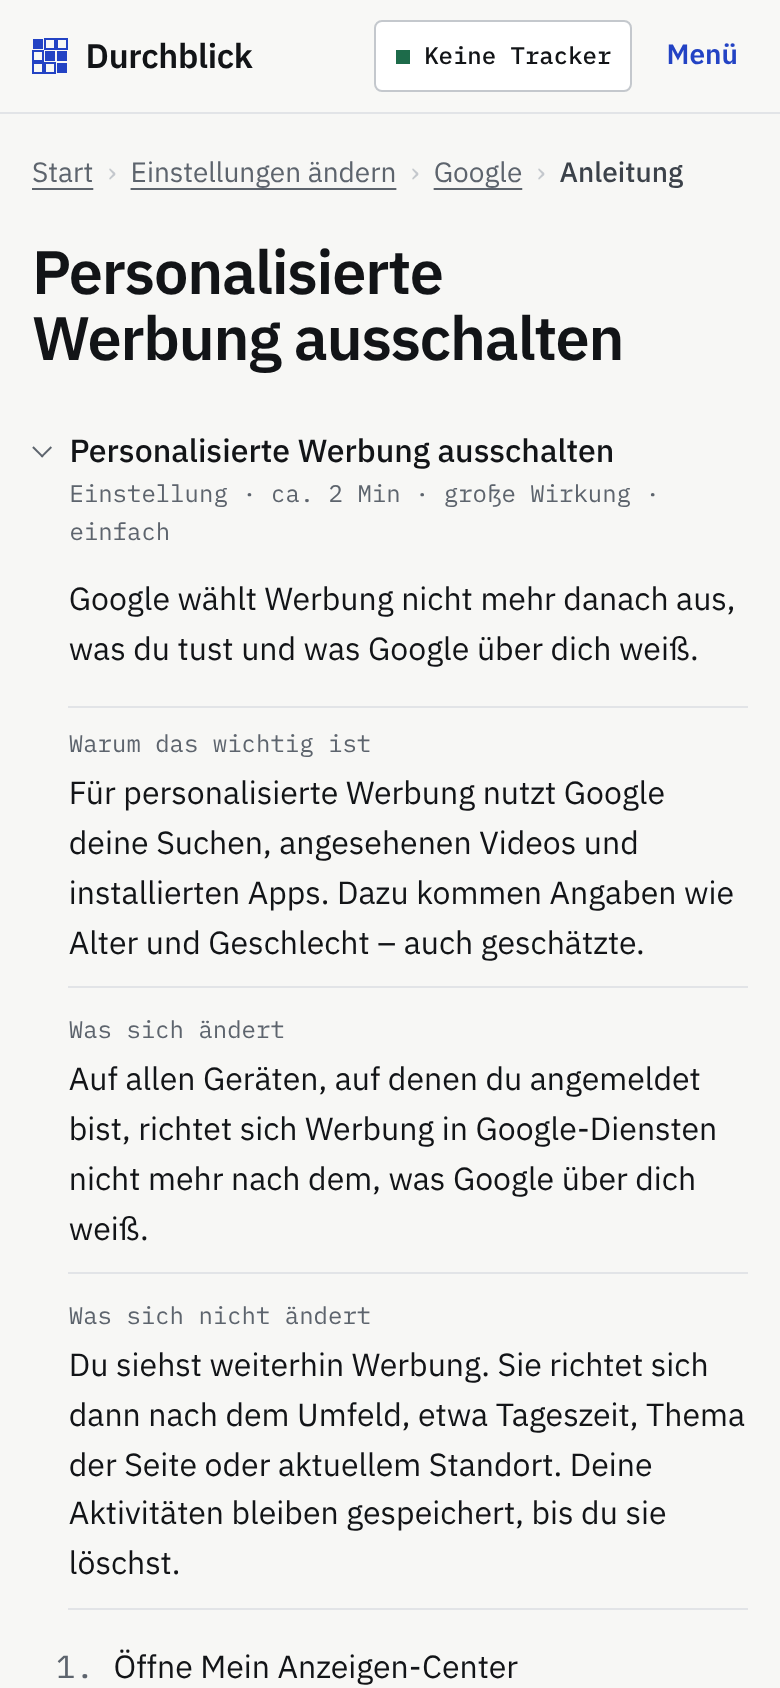 Durchblick
Keine Tracker
Menü
Start › Einstellungen ändern › Google › Anleitung
Personalisierte
Werbung ausschalten
Personalisierte Werbung ausschalten
Einstellung · ca. 2 Min · große Wirkung ·
einfach
Google wählt Werbung nicht mehr danach aus,
was du tust und was Google über dich weiß.
Warum das wichtig ist
Für personalisierte Werbung nutzt Google
deine Suchen, angesehenen Videos und
installierten Apps. Dazu kommen Angaben wie
Alter und Geschlecht – auch geschätzte.
Was sich ändert
Auf allen Geräten, auf denen du angemeldet
bist, richtet sich Werbung in Google-Diensten
nicht mehr nach dem, was Google über dich
weiß.
Was sich nicht ändert
Du siehst weiterhin Werbung. Sie richtet sich
dann nach dem Umfeld, etwa Tageszeit, Thema
der Seite oder aktuellem Standort. Deine
Aktivitäten bleiben gespeichert, bis du sie
löschst.
1. Öffne Mein Anzeigen-Center